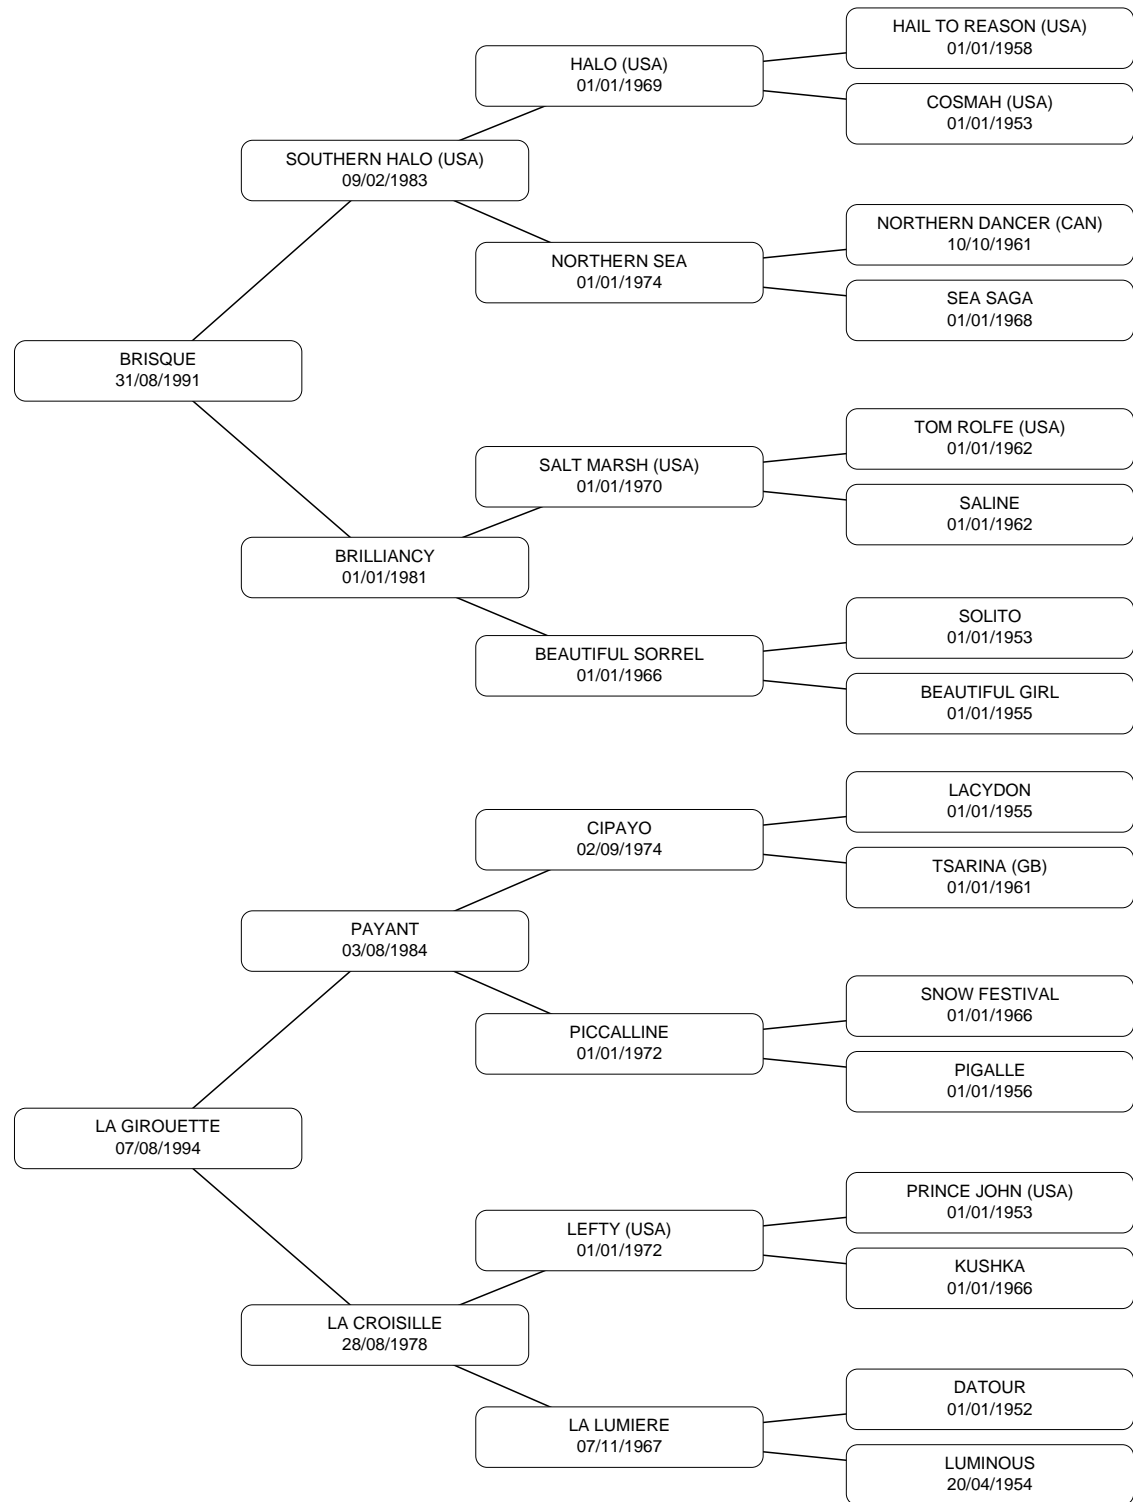 HAIL TO REASON (USA)
01/01/1958
HALO (USA)
01/01/1969
COSMAH (USA)
01/01/1953
SOUTHERN HALO (USA)
09/02/1983
NORTHERN DANCER (CAN)
10/10/1961
NORTHERN SEA
01/01/1974
SEA SAGA
01/01/1968
BRISQUE
31/08/1991
TOM ROLFE (USA)
01/01/1962
SALT MARSH (USA)
01/01/1970
SALINE
01/01/1962
BRILLIANCY
01/01/1981
SOLITO
01/01/1953
BEAUTIFUL SORREL
01/01/1966
BEAUTIFUL GIRL
01/01/1955
LACYDON
01/01/1955
CIPAYO
02/09/1974
TSARINA (GB)
01/01/1961
PAYANT
03/08/1984
SNOW FESTIVAL
01/01/1966
PICCALLINE
01/01/1972
PIGALLE
01/01/1956
LA GIROUETTE
07/08/1994
PRINCE JOHN (USA)
01/01/1953
LEFTY (USA)
01/01/1972
KUSHKA
01/01/1966
LA CROISILLE
28/08/1978
DATOUR
01/01/1952
LA LUMIERE
07/11/1967
LUMINOUS
20/04/1954